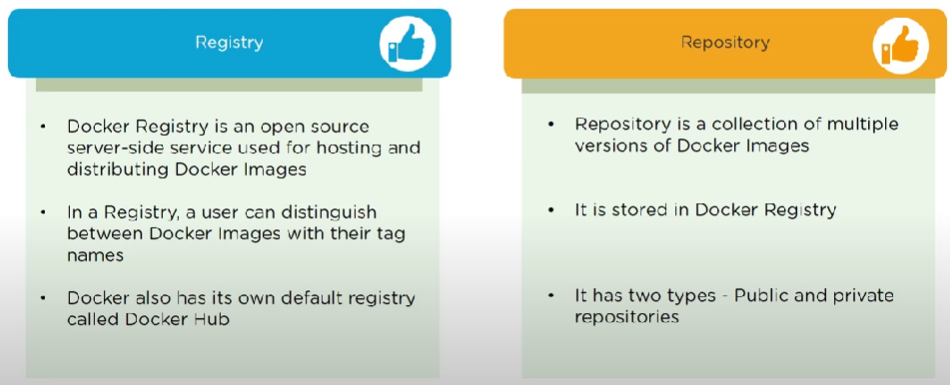 Registry
• Docker Registry is an open source
server-side service used for hosting and
distributing Docker Images
• In a Registry, a user can distinguish
between Docker Images with their tag
names
• Docker also has its own default registry
called Docker Hub
Repository
• Repository is a collection of multiple
versions of Docker Images
• It is stored in Docker Registry
• It has two types - Public and private
repositories